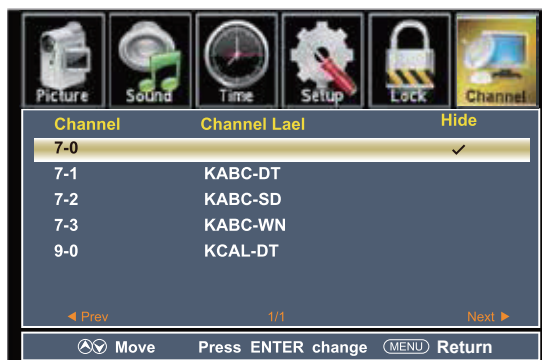 Picture Sound Time Setup Lock Channel
Channel Channel Lael Hide
7-0 ✓
7-1 KABC-DT
7-2 KABC-SD
7-3 KABC-WN
9-0 KCAL-DT
◀ Prev 1/1 Next ▶
Move Press ENTER change MENU Return